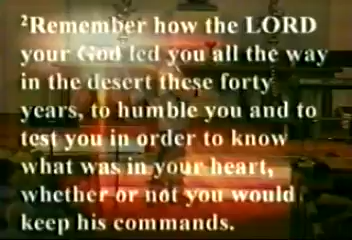 ²Remember how the LORD
your God led you all the way
in the desert these forty
years, to humble you and to
test you in order to know
what was in your heart,
whether or not you would
keep his commands.